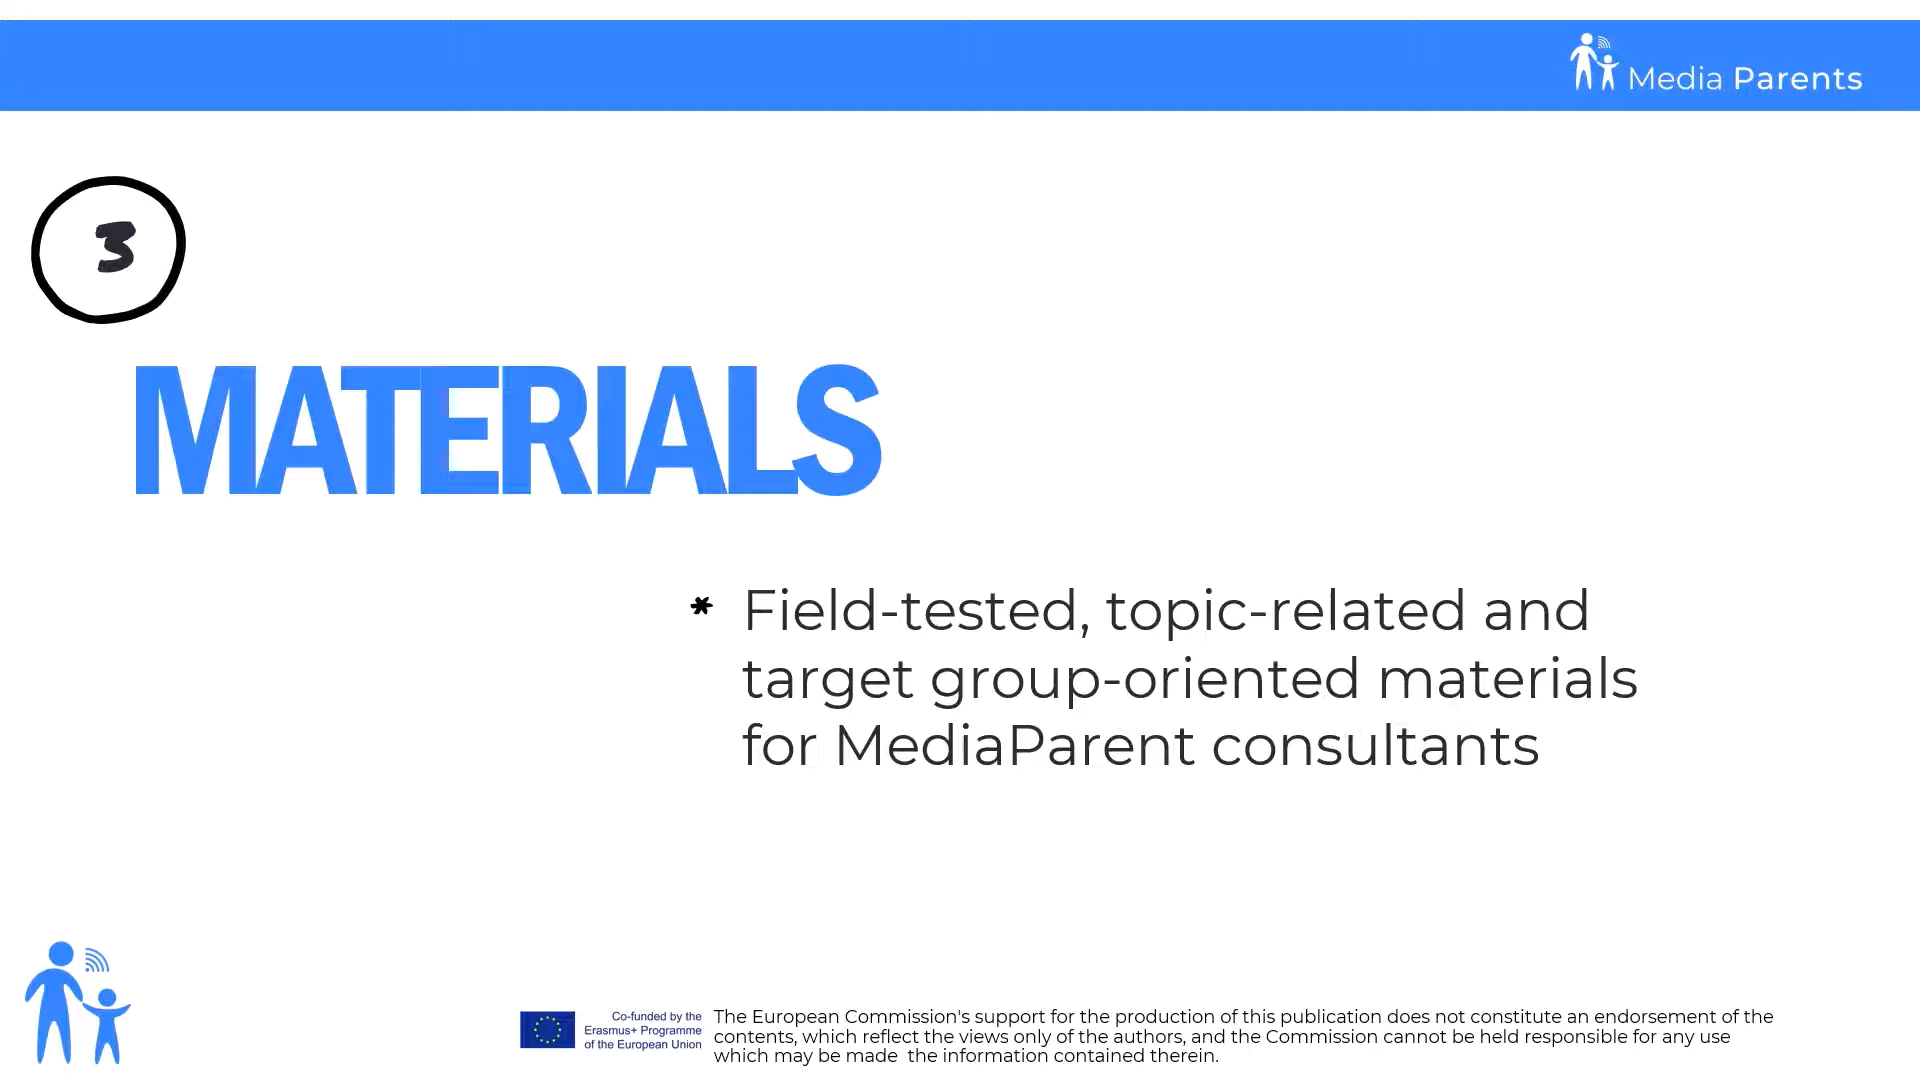 Media Parents
3
MATERIALS
* Field-tested, topic-related and
target group-oriented materials
for MediaParent consultants
Co-funded by the
Erasmus+ Programme
of the European Union
The European Commission's support for the production of this publication does not constitute an endorsement of the
contents, which reflect the views only of the authors, and the Commission cannot be held responsible for any use
which may be made  the information contained therein.